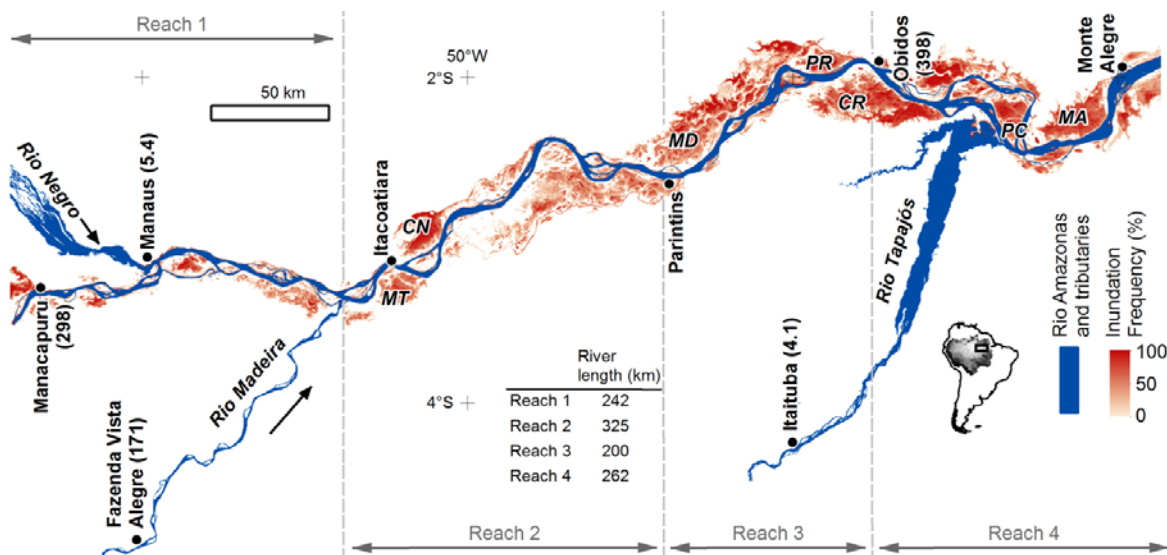 Reach 1
50 km
50°W
2°S
Rio Negro
Manaus (5.4)
Manacapuru
(298)
Itacoatiara
CN
MT
Rio Madeira
Fazenda Vista
Alegre (171)
4°S
MD
PR
CR
Parintins
Obidos
(398)
PC
MA
Monte
Alegre
Rio Tapajós
Itaituba (4.1)
River
length (km)
Reach 1 242
Reach 2 325
Reach 3 200
Reach 4 262
Rio Amazonas
and tributaries
Inundation
Frequency (%)
100
50
0
Reach 2
Reach 3
Reach 4